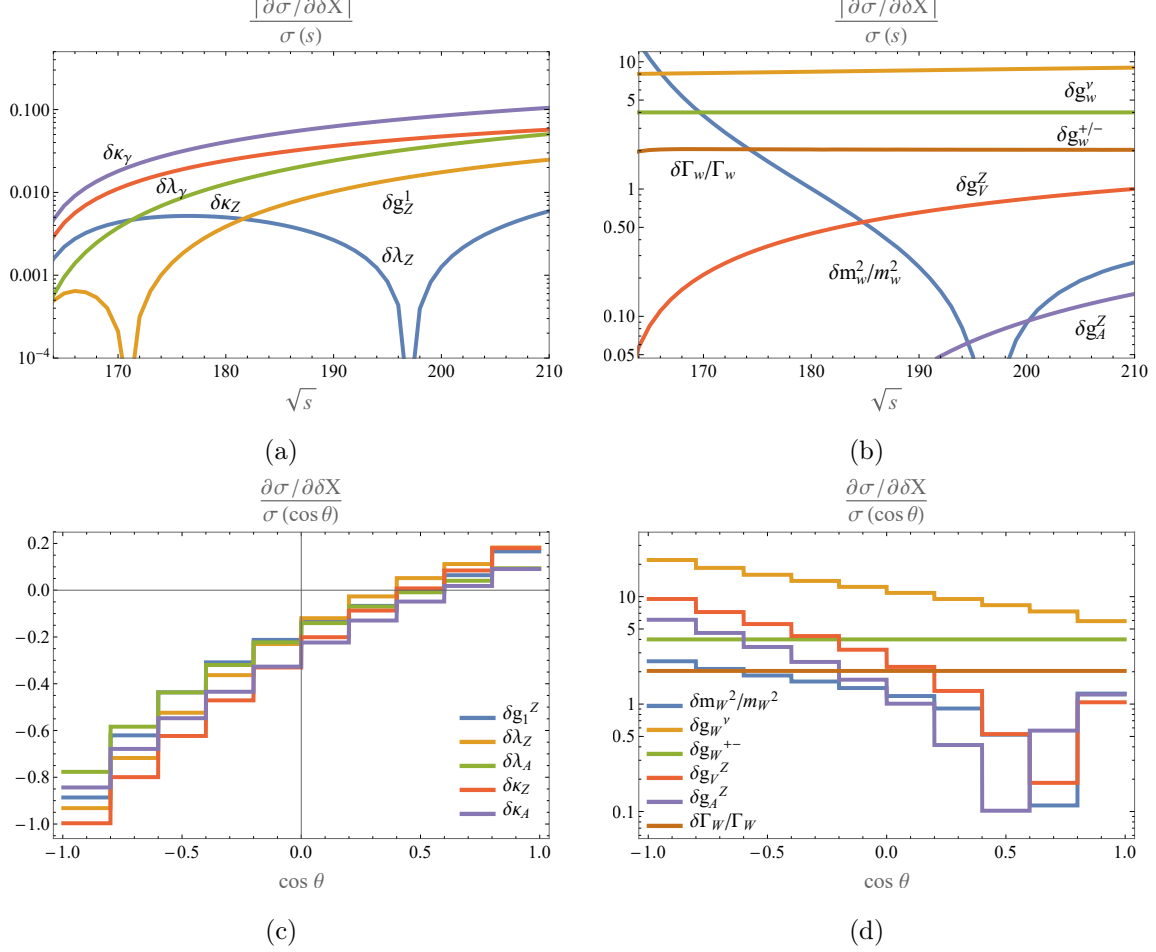 |∂σ/∂δX|
σ(s)
0.100
0.010
0.001
10⁻⁴
δκγ
δλγ
δκZ
δg¹Z
δλZ
170 180 190 200 210
√s
(a)
|∂σ/∂δX|
σ(s)
10
5
1
0.50
0.10
0.05
δgᵛw
δg⁺/⁻w
δΓw/Γw
δgᶻV
δm²w/m²w
δgᶻA
170 180 190 200 210
√s
(b)
∂σ/∂δX
σ(cosθ)
0.2
0.0
−0.2
−0.4
−0.6
−0.8
−1.0
δg₁ᶻ
δλZ
δλA
δκZ
δκA
−1.0 −0.5 0.0 0.5 1.0
cos θ
(c)
∂σ/∂δX
σ(cosθ)
10
5
1
0.5
0.1
δmW²/mW²
δgWᵛ
δgW⁺⁻
δgVᶻ
δgAᶻ
δΓW/ΓW
−1.0 −0.5 0.0 0.5 1.0
cos θ
(d)